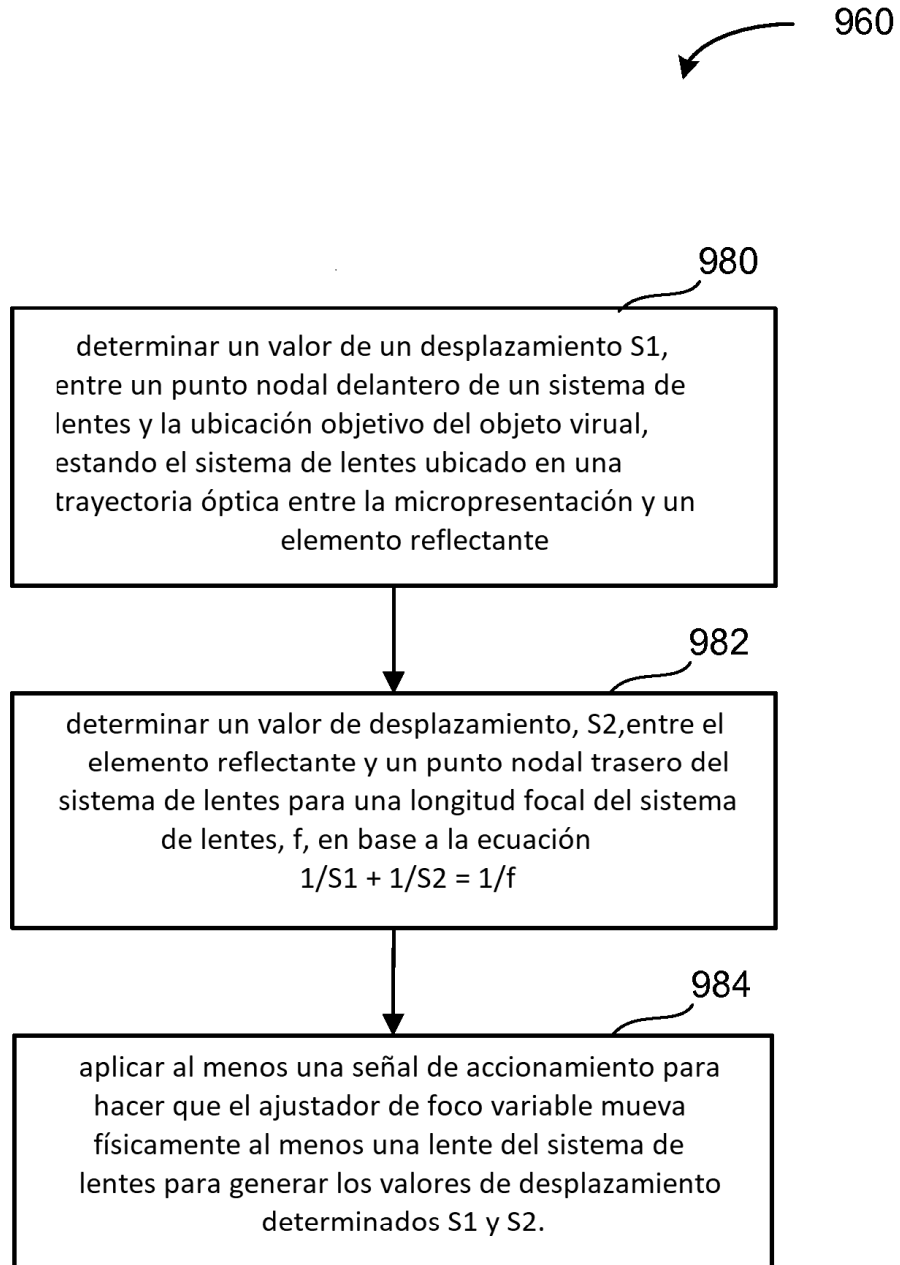 960
980
determinar un valor de un desplazamiento S1,
entre un punto nodal delantero de un sistema de
lentes y la ubicación objetivo del objeto virual,
estando el sistema de lentes ubicado en una
trayectoria óptica entre la micropresentación y un
elemento reflectante
982
determinar un valor de desplazamiento, S2,entre el
elemento reflectante y un punto nodal trasero del
sistema de lentes para una longitud focal del sistema
de lentes, f, en base a la ecuación
1/S1 + 1/S2 = 1/f
984
aplicar al menos una señal de accionamiento para
hacer que el ajustador de foco variable mueva
físicamente al menos una lente del sistema de
lentes para generar los valores de desplazamiento
determinados S1 y S2.